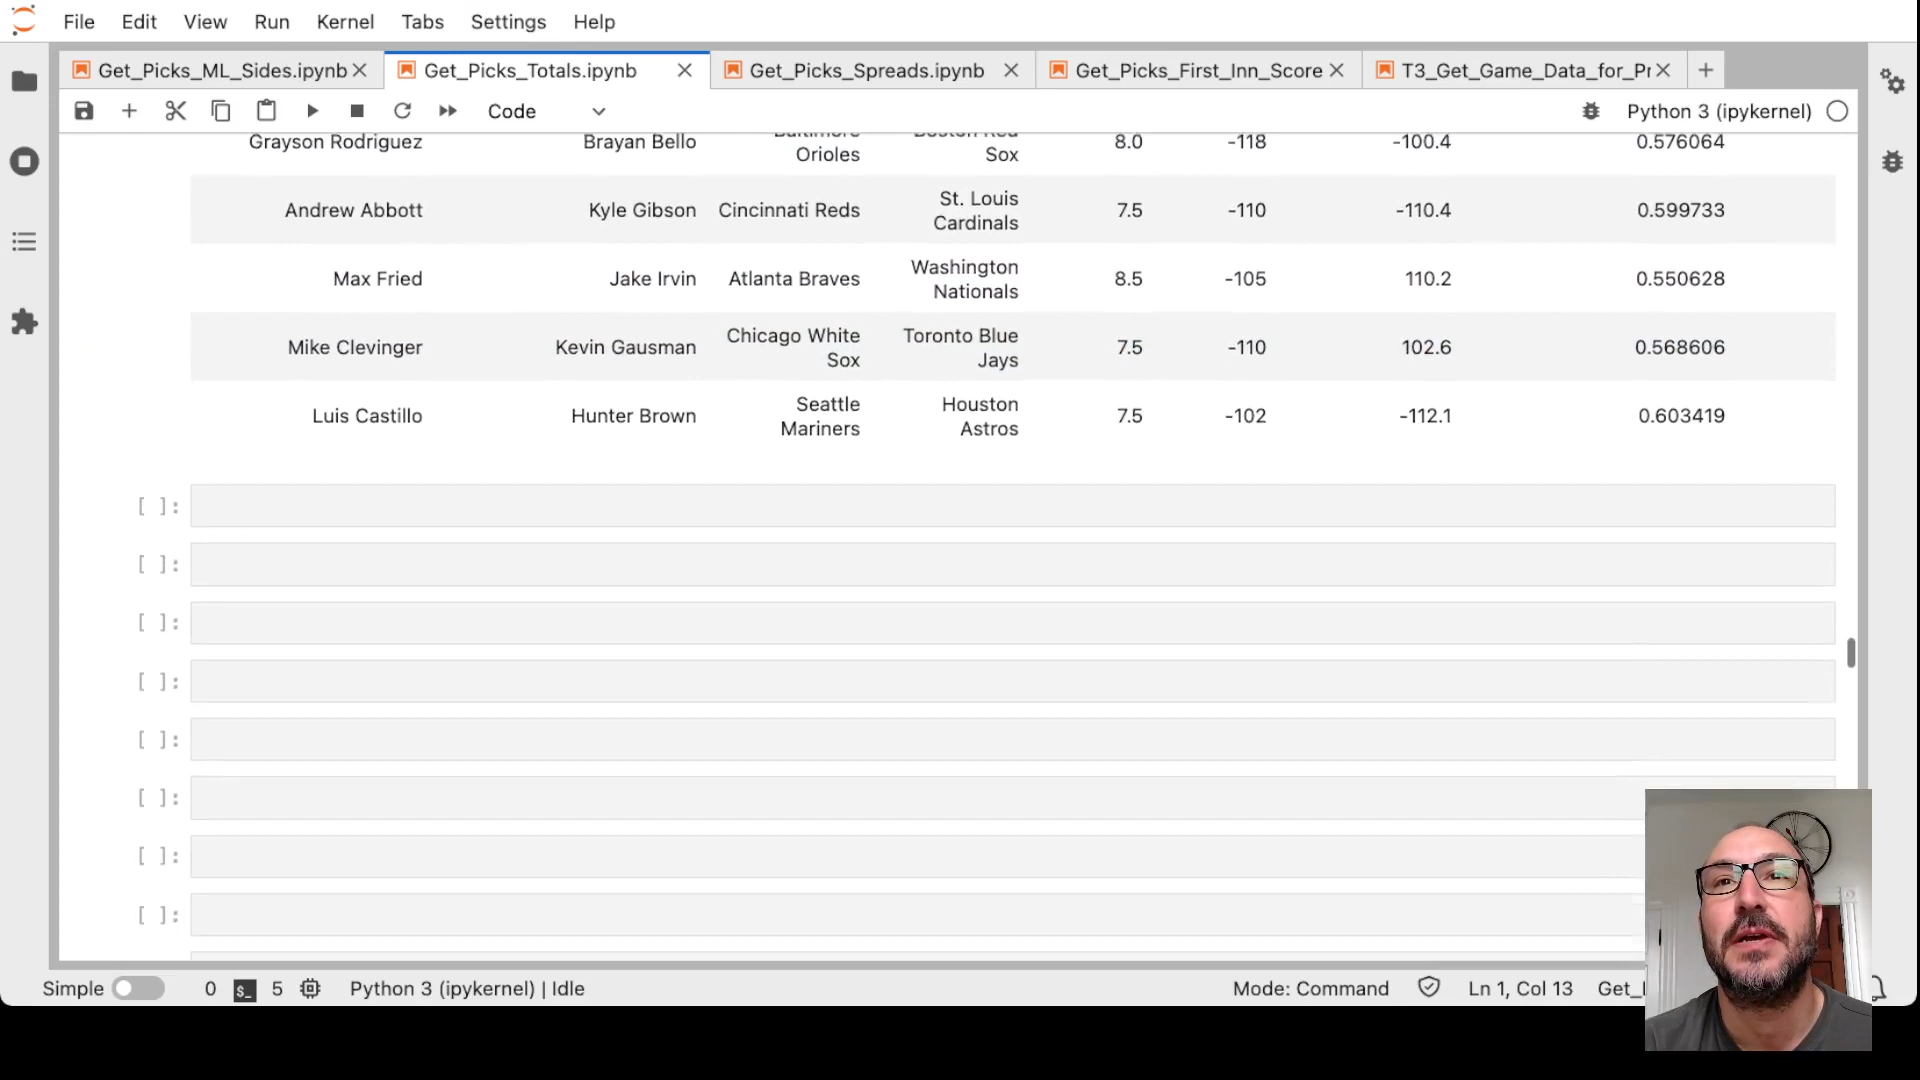 File Edit View Run Kernel Tabs Settings Help
Get_Picks_ML_Sides.ipynb Get_Picks_Totals.ipynb Get_Picks_Spreads.ipynb Get_Picks_First_Inn_Score T3_Get_Game_Data_for_Pr
Code Python 3 (ipykernel)
Grayson Rodriguez Brayan Bello Baltimore Orioles Boston Red Sox 8.0 -118 -100.4 0.576064
Andrew Abbott Kyle Gibson Cincinnati Reds St. Louis Cardinals 7.5 -110 -110.4 0.599733
Max Fried Jake Irvin Atlanta Braves Washington Nationals 8.5 -105 110.2 0.550628
Mike Clevinger Kevin Gausman Chicago White Sox Toronto Blue Jays 7.5 -110 102.6 0.568606
Luis Castillo Hunter Brown Seattle Mariners Houston Astros 7.5 -102 -112.1 0.603419
[ ]:
[ ]:
[ ]:
[ ]:
[ ]:
[ ]:
[ ]:
[ ]:
Simple 0 $_ 5 Python 3 (ipykernel) | Idle Mode: Command Ln 1, Col 13 Get_